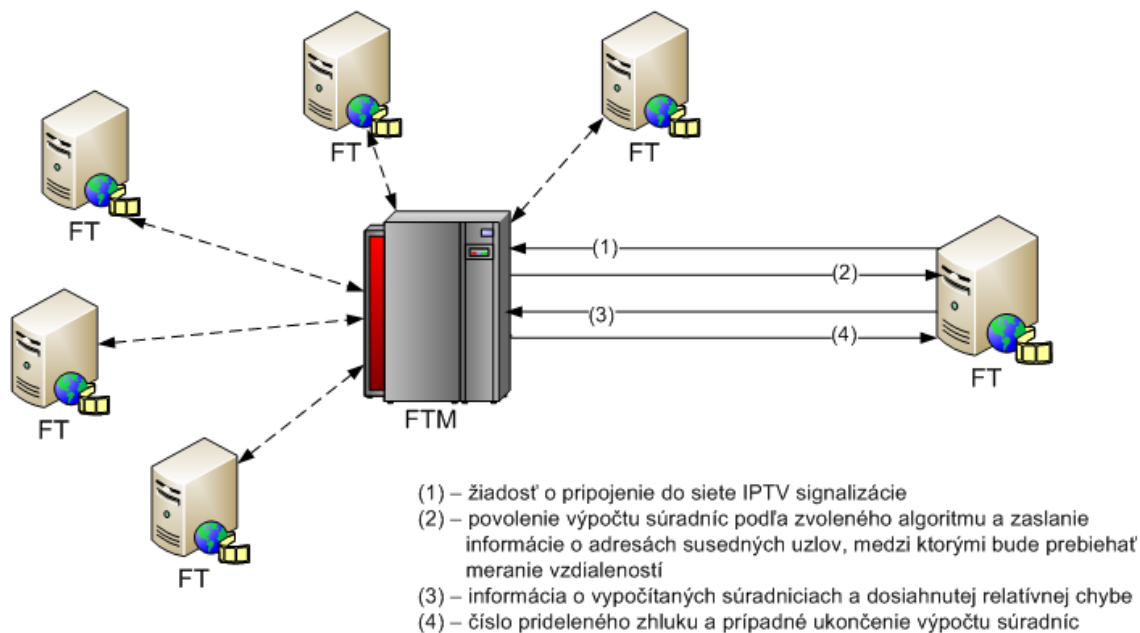 FT
FT
FT
(1)
(2)
(3)
(4)
FT
FT
FTM
FT
(1) – žiadosť o pripojenie do siete IPTV signalizácie
(2) – povolenie výpočtu súradníc podľa zvoleného algoritmu a zaslanie
informácie o adresách susedných uzlov, medzi ktorými bude prebiehať
meranie vzdialeností
(3) – informácia o vypočítaných súradniciach a dosiahnutej relatívnej chybe
(4) – číslo prideleného zhluku a prípadné ukončenie výpočtu súradníc